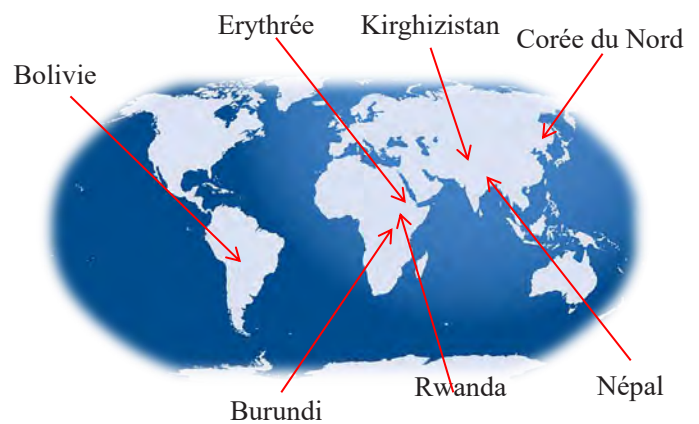 Erythrée
Kirghizistan
Corée du Nord
Bolivie
Rwanda
Népal
Burundi